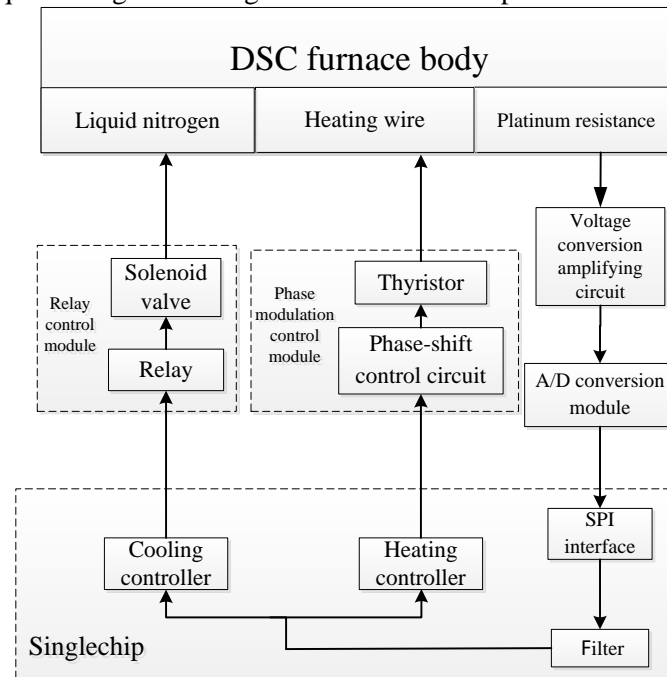 DSC furnace body
Liquid nitrogen
Heating wire
Platinum resistance
Solenoid
valve
Relay
control
module
Relay
Phase
modulation
control
module
Thyristor
Phase-shift
control circuit
Voltage
conversion
amplifying
circuit
A/D conversion
module
Cooling
controller
Heating
controller
SPI
interface
Filter
Singlechip